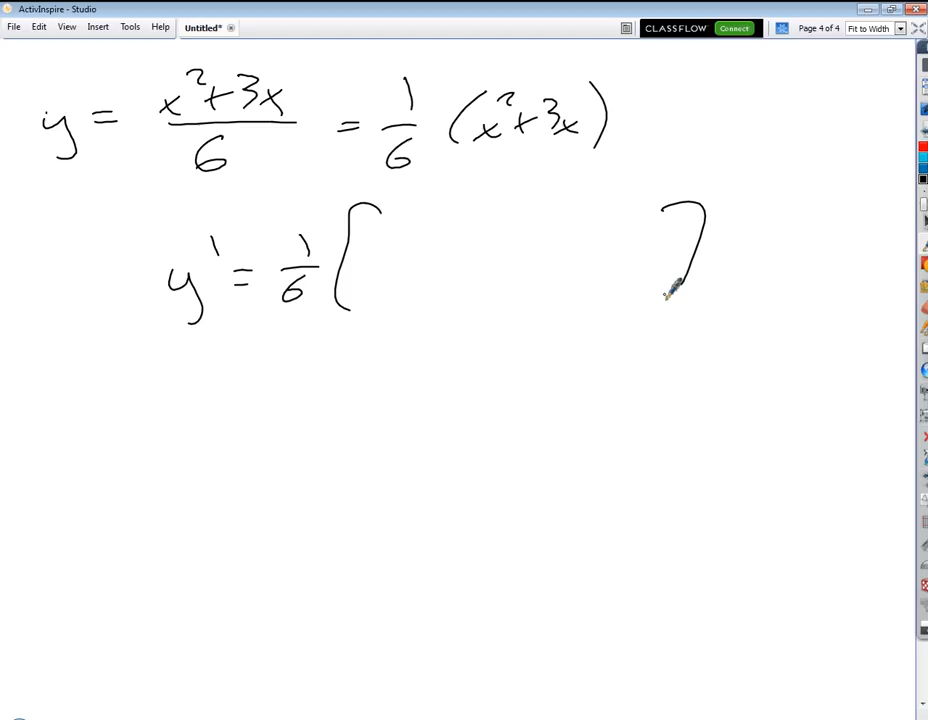 ActivInspire - Studio
File Edit View Insert Tools Help Untitled* CLASSFLOW Connect Page 4 of 4 Fit to Width
y = x²+3x/6 = 1/6 (x²+3x)
y' = 1/6 [ ]